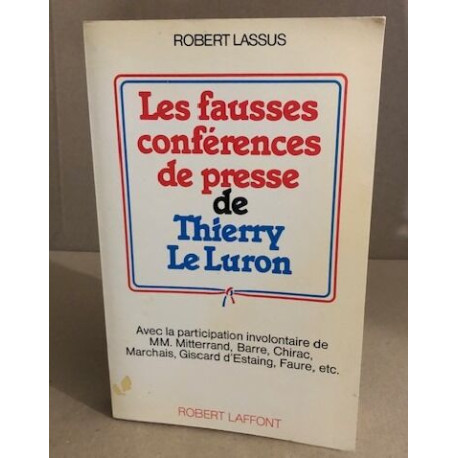 ROBERT LASSUS
Les fausses
conférences
de presse
de
Thierry
Le Luron
Avec la participation involontaire de
MM. Mitterrand, Barre, Chirac,
Marchais, Giscard d'Estaing, Faure, etc.
ROBERT LAFFONT